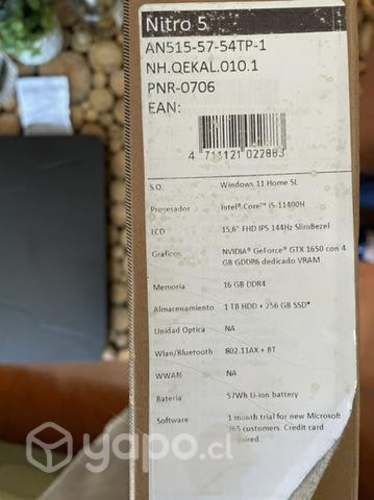 Nitro 5
AN515-57-54TP-1
NH.QEKAL.010.1
PNR-0706
EAN:
4 711121 022883
S.O. Windows 11 Home SL
Procesador Intel® Core™ i5-11400H
LCD 15,6" FHD IPS 144Hz SlimBezel
Graficos NVIDIA® GeForce® GTX 1650 con 4
GB GDDR6 dedicado VRAM
Memoria 16 GB DDR4
Almacenamiento 1 TB HDD + 256 GB SSD*
Unidad Optica NA
Wlan/Bluetooth 802.11AX + BT
WWAN NA
Bateria 57Wh Li-ion battery
Software 1 month trial for new Microsoft
365 customers. Credit card
yapo.cl